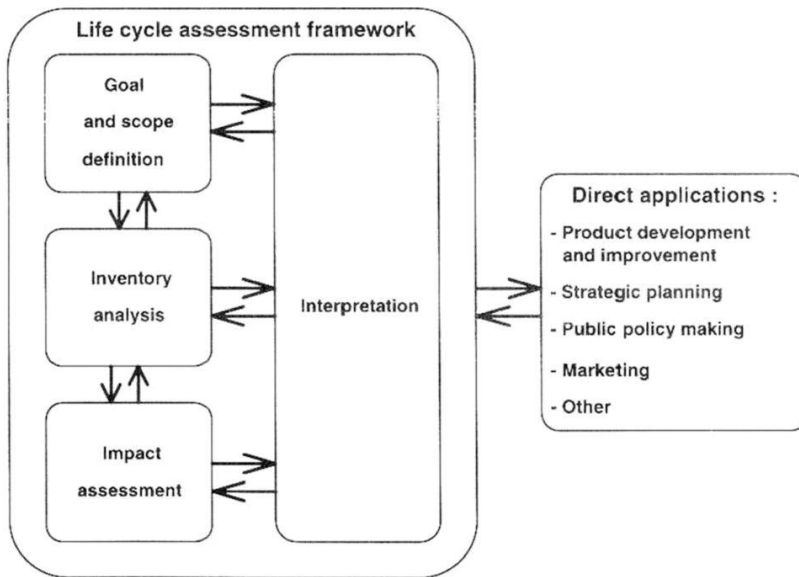 Life cycle assessment framework
Goal
and scope
definition
Inventory
analysis
Impact
assessment
Interpretation
Direct applications :
- Product development
and improvement
- Strategic planning
- Public policy making
- Marketing
- Other